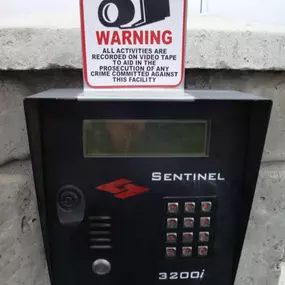 WARNING
ALL ACTIVITIES ARE
RECORDED ON VIDEO TAPE
TO AID IN THE
PROSECUTION OF ANY
CRIME COMMITTED AGAINST
THIS FACILITY
SENTINEL
3200i